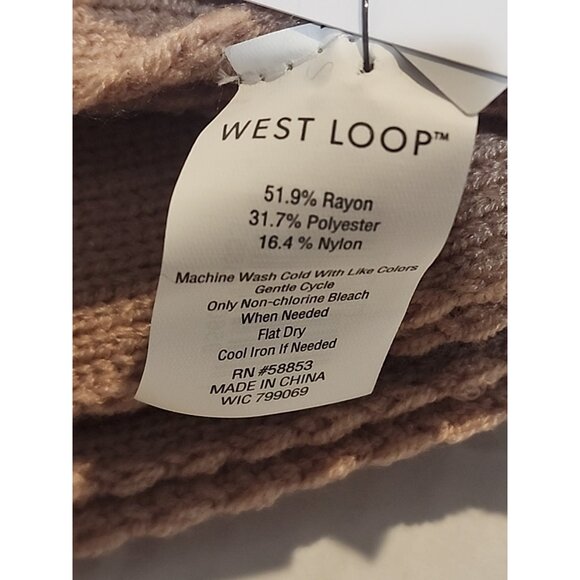 WEST LOOP™
51.9% Rayon
31.7% Polyester
16.4 % Nylon
Machine Wash Cold With Like Colors
Gentle Cycle
Only Non-chlorine Bleach
When Needed
Flat Dry
Cool Iron If Needed
RN #58853
MADE IN CHINA
WIC 799069